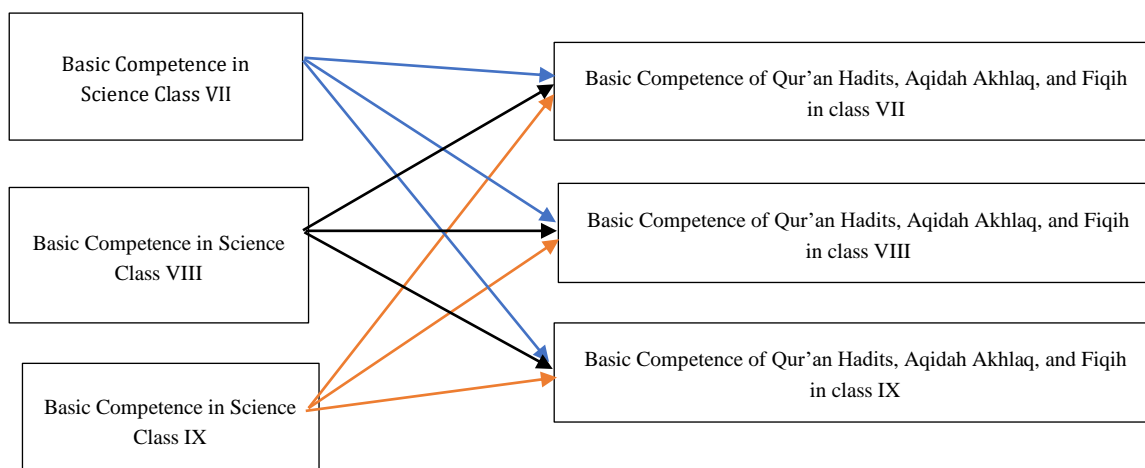 Basic Competence in
Science Class VII
Basic Competence of Qur’an Hadits, Aqidah Akhlaq, and Fiqih
in class VII
Basic Competence in Science
Class VIII
Basic Competence of Qur’an Hadits, Aqidah Akhlaq, and Fiqih
in class VIII
Basic Competence in Science
Class IX
Basic Competence of Qur’an Hadits, Aqidah Akhlaq, and Fiqih
in class IX